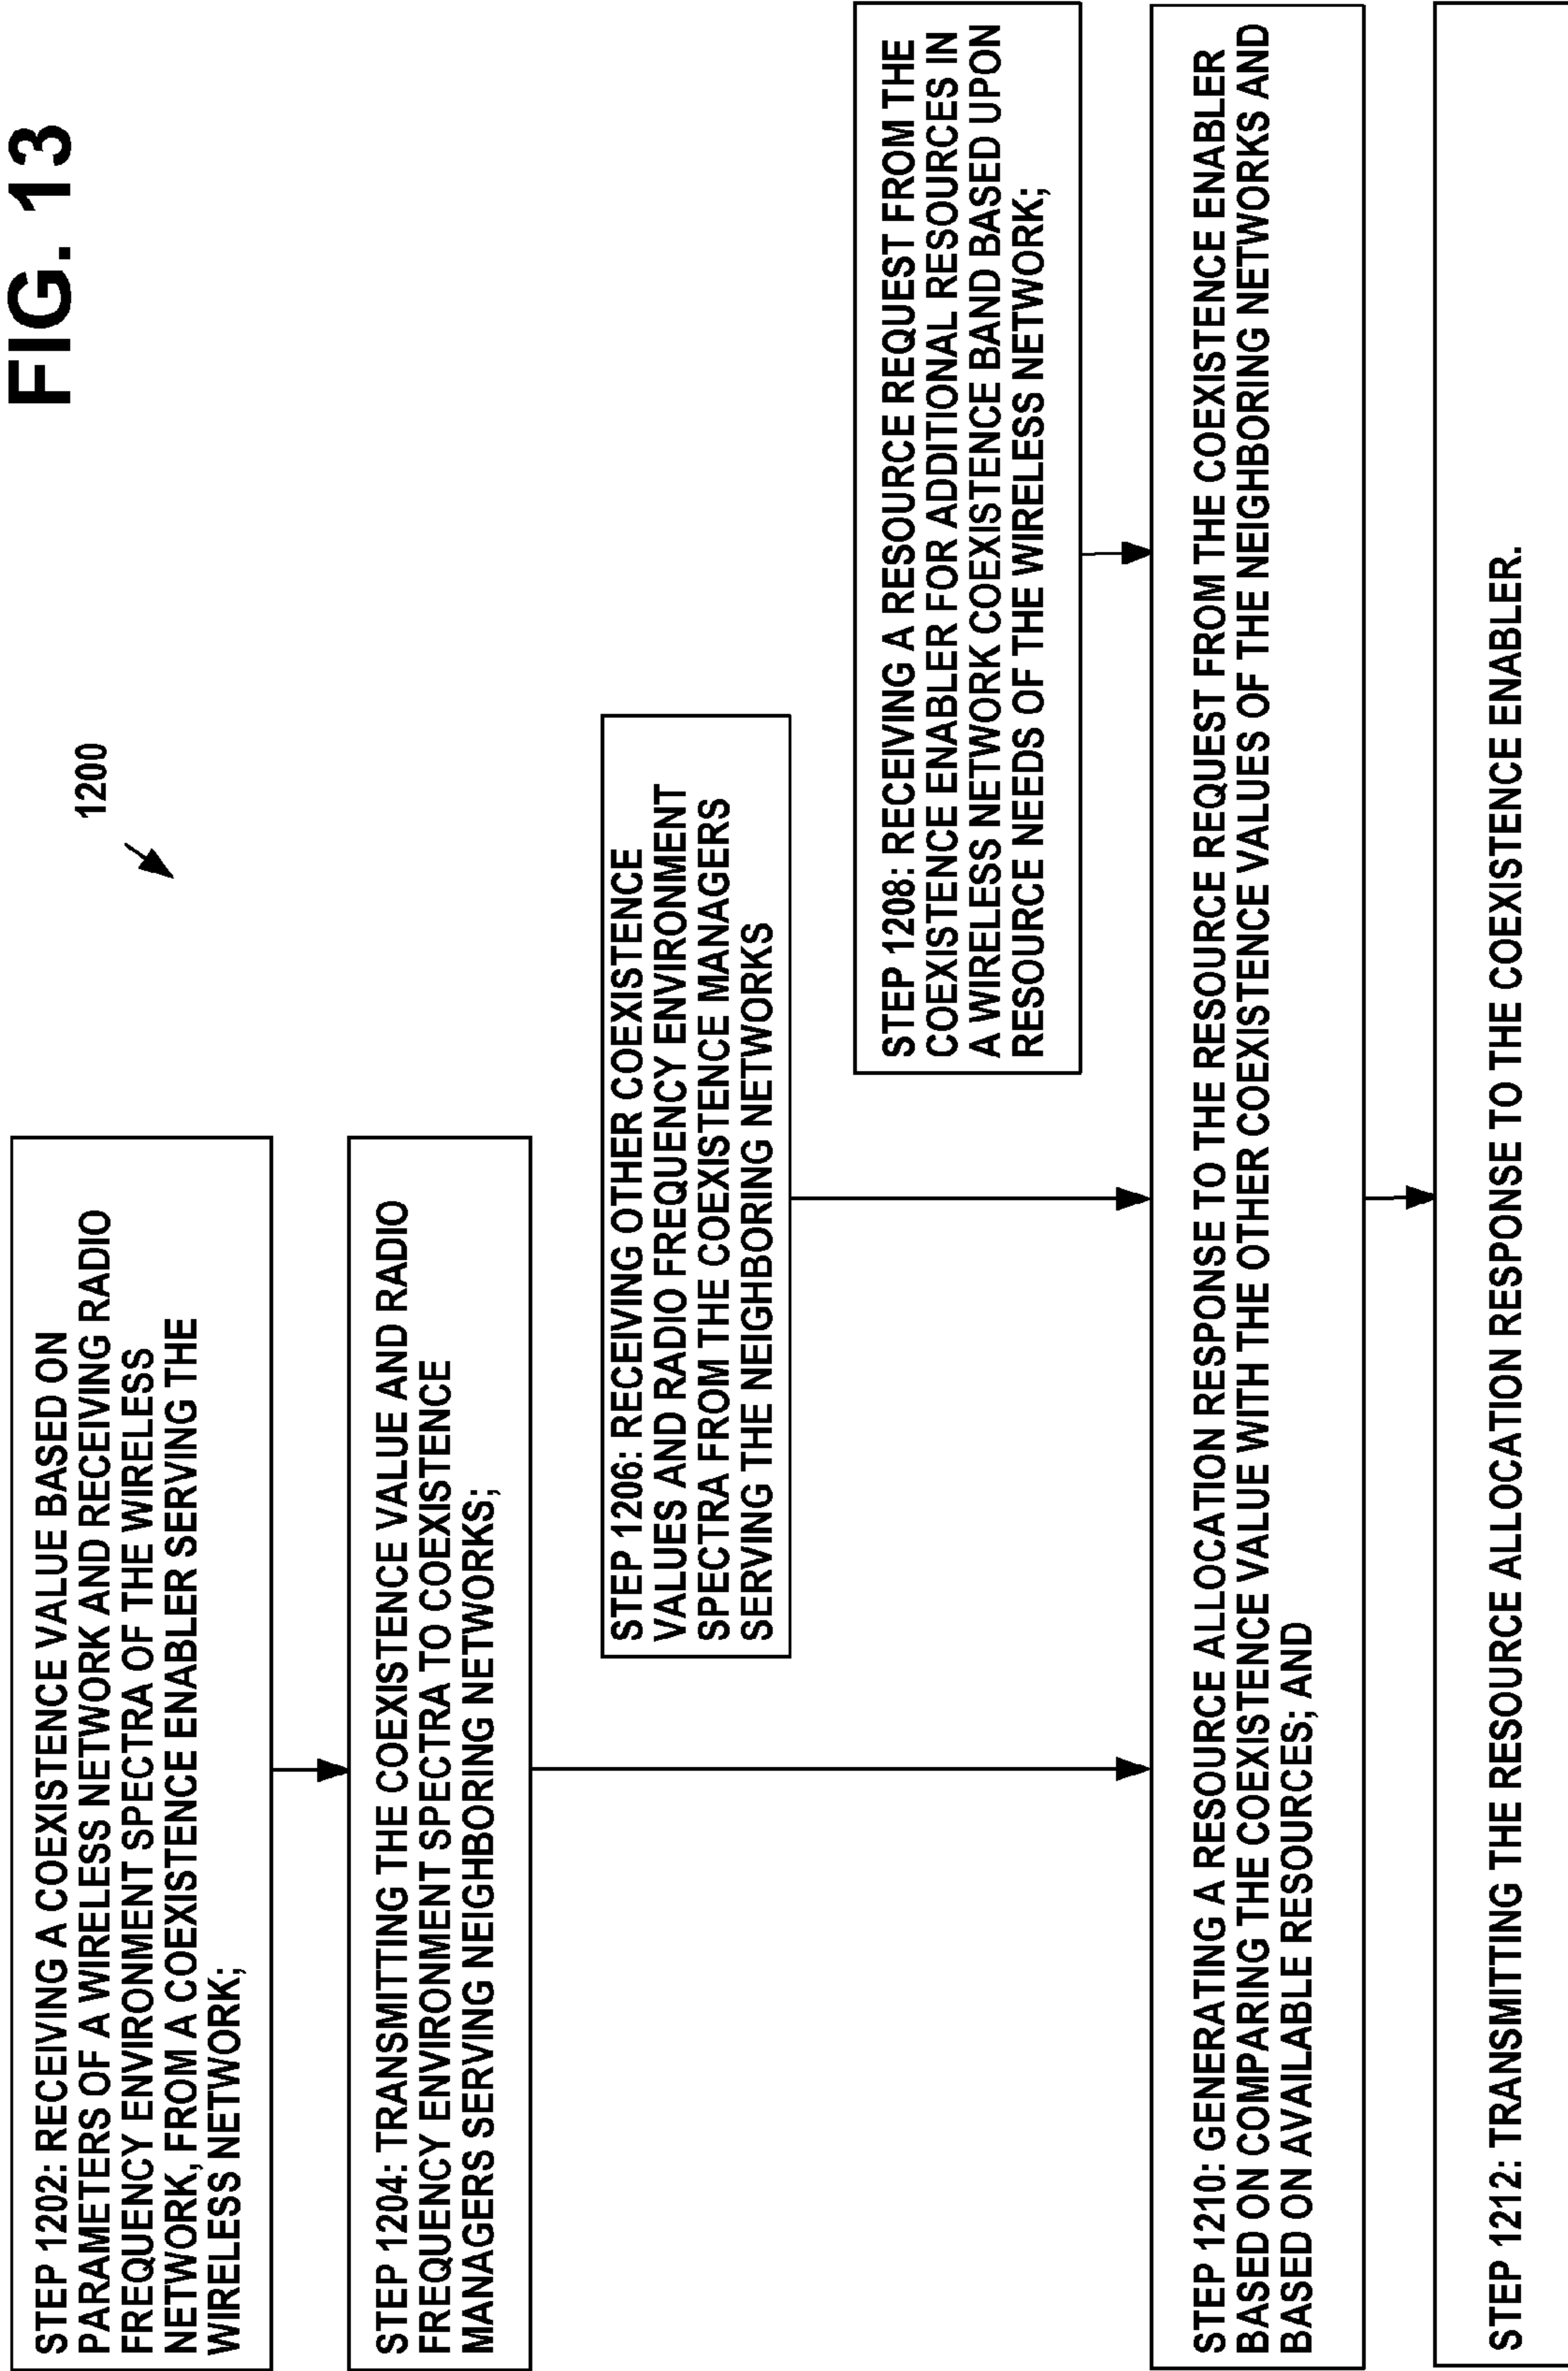 FIG. 13
1200
STEP 1202: RECEIVING A COEXISTENCE VALUE BASED ON
PARAMETERS OF A WIRELESS NETWORK AND RECEIVING RADIO
FREQUENCY ENVIRONMENT SPECTRA OF THE WIRELESS
NETWORK, FROM A COEXISTENCE ENABLER SERVING THE
WIRELESS NETWORK;
STEP 1204: TRANSMITTING THE COEXISTENCE VALUE AND RADIO
FREQUENCY ENVIRONMENT SPECTRA TO COEXISTENCE
MANAGERS SERVING NEIGHBORING NETWORKS;
STEP 1206: RECEIVING OTHER COEXISTENCE
VALUES AND RADIO FREQUENCY ENVIRONMENT
SPECTRA FROM THE COEXISTENCE MANAGERS
SERVING THE NEIGHBORING NETWORKS
STEP 1208: RECEIVING A RESOURCE REQUEST FROM THE
COEXISTENCE ENABLER FOR ADDITIONAL RESOURCES IN
A WIRELESS NETWORK COEXISTENCE BAND BASED UPON
RESOURCE NEEDS OF THE WIRELESS NETWORK;
STEP 1210: GENERATING A RESOURCE ALLOCATION RESPONSE TO THE RESOURCE REQUEST FROM THE COEXISTENCE ENABLER
BASED ON COMPARING THE COEXISTENCE VALUE WITH THE OTHER COEXISTENCE VALUES OF THE NEIGHBORING NETWORKS AND
BASED ON AVAILABLE RESOURCES; AND
STEP 1212: TRANSMITTING THE RESOURCE ALLOCATION RESPONSE TO THE COEXISTENCE ENABLER.